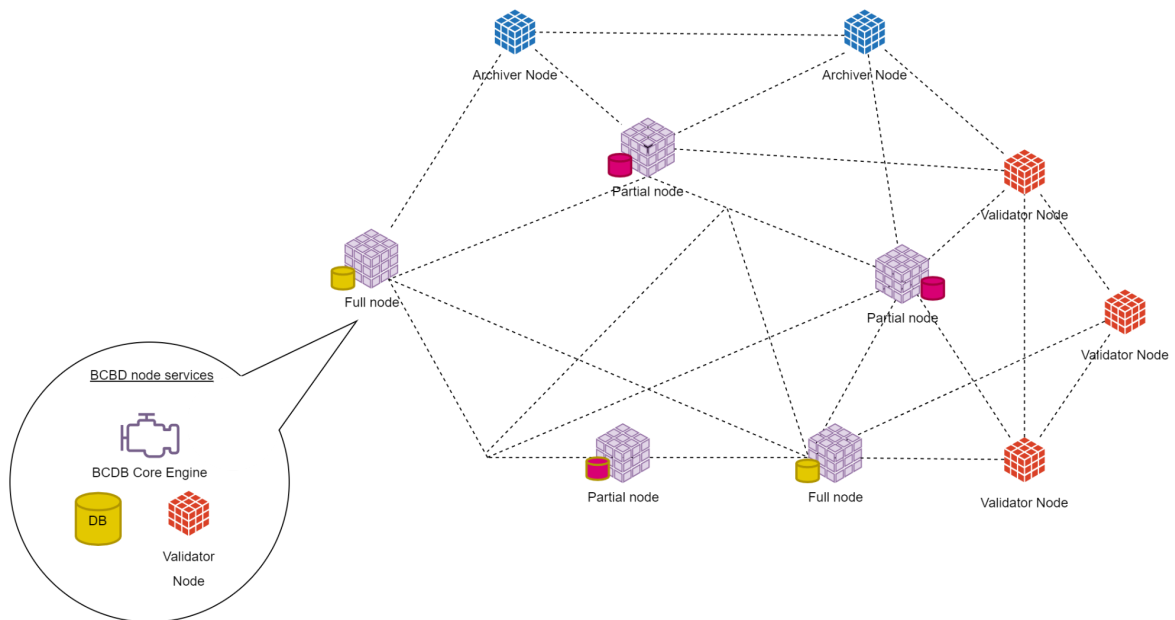 Archiver Node
Archiver Node
Partial node
Validator Node
Full node
Partial node
Validator Node
BCBD node services
BCDB Core Engine
DB
Validator
Node
Partial node
Full node
Validator Node